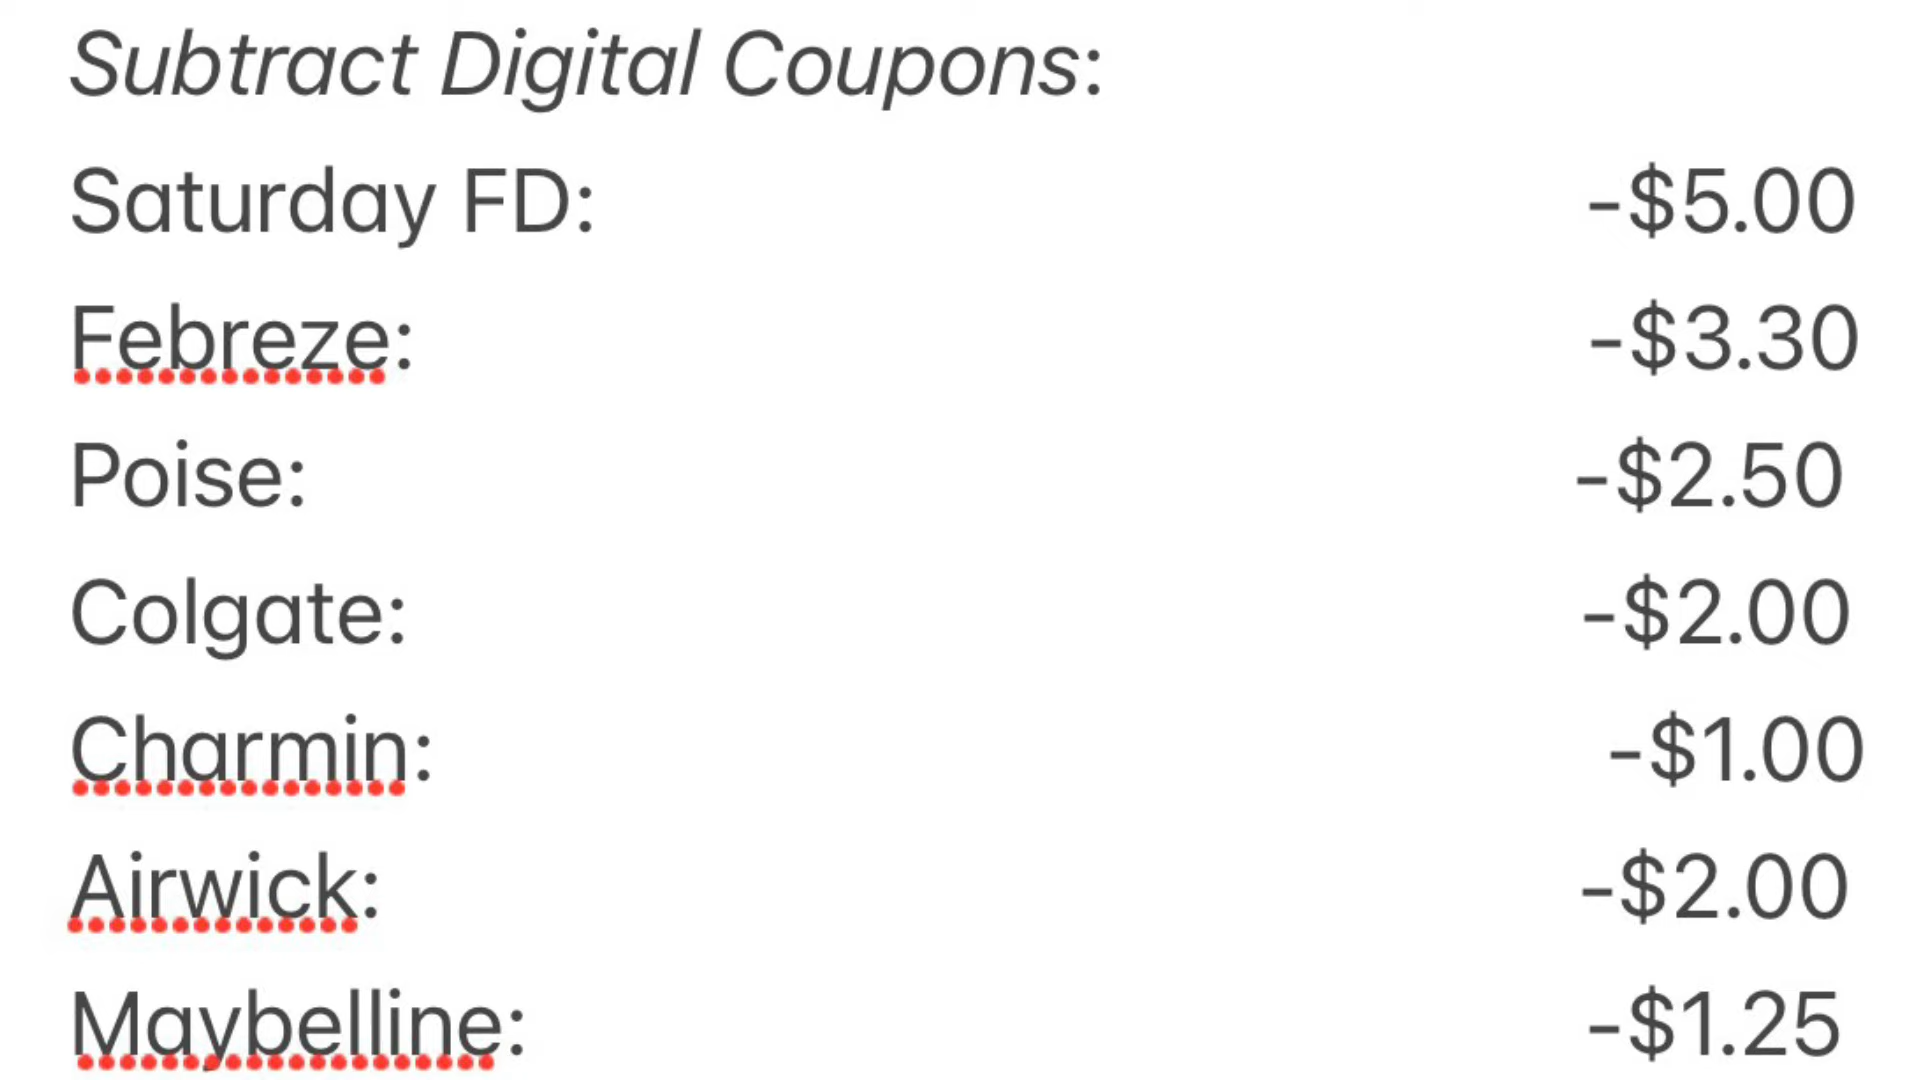 Subtract Digital Coupons:
Saturday FD: -$5.00
Febreze: -$3.30
Poise: -$2.50
Colgate: -$2.00
Charmin: -$1.00
Airwick: -$2.00
Maybelline: -$1.25